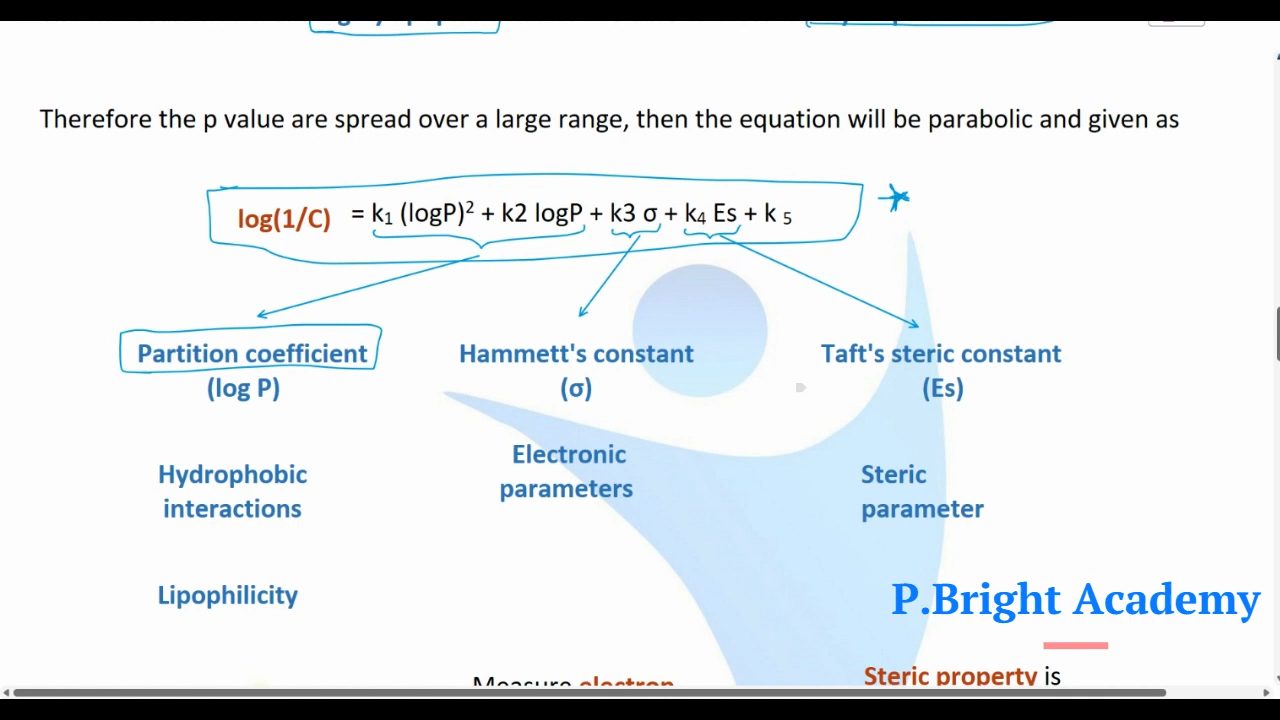 Therefore the p value are spread over a large range, then the equation will be parabolic and given as
log(1/C) = k₁ (logP)² + k2 logP + k3 σ + k₄ Es + k ₅
Partition coefficient
(log P)
Hammett's constant
(σ)
Taft's steric constant
(Es)
Hydrophobic
interactions
Electronic
parameters
Steric
parameter
Lipophilicity
P.Bright Academy
Measure electron
Steric property is